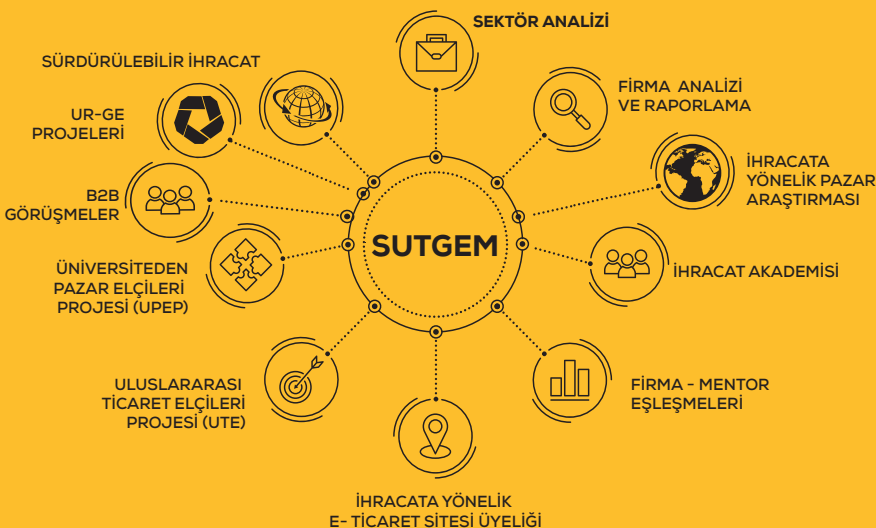 SEKTÖR ANALİZİ
SÜRDÜRÜLEBİLİR İHRACAT
FİRMA ANALİZİ
VE RAPORLAMA
UR-GE
PROJELERİ
İHRACATA
YÖNELİK PAZAR
ARAŞTIRMASI
B2B
GÖRÜŞMELER
SUTGEM
ÜNİVERSİTEDEN
PAZAR ELÇİLERİ
PROJESİ (UPEP)
İHRACAT AKADEMİSİ
ULUSLARARASI
TİCARET ELÇİLERİ
PROJESİ (UTE)
FİRMA - MENTOR
EŞLEŞMELERİ
İHRACATA YÖNELİK
E- TİCARET SİTESİ ÜYELİĞİ